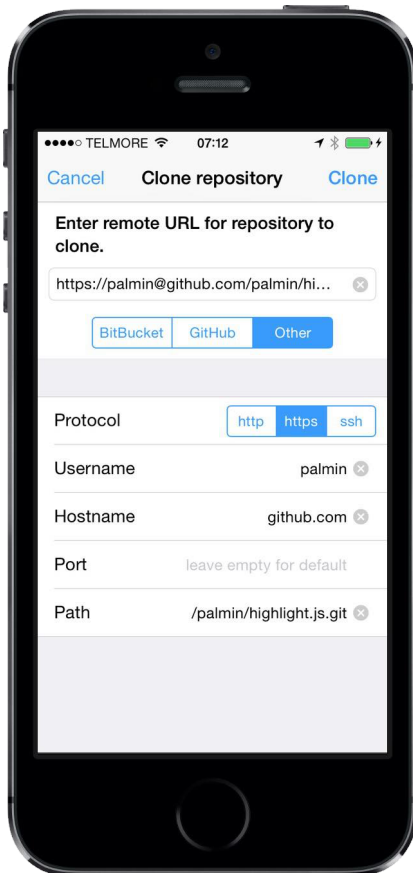 TELMORE 07:12
Cancel Clone repository Clone
Enter remote URL for repository to
clone.
https://palmin@github.com/palmin/hi...
BitBucket GitHub Other
Protocol http https ssh
Username palmin
Hostname github.com
Port leave empty for default
Path /palmin/highlight.js.git